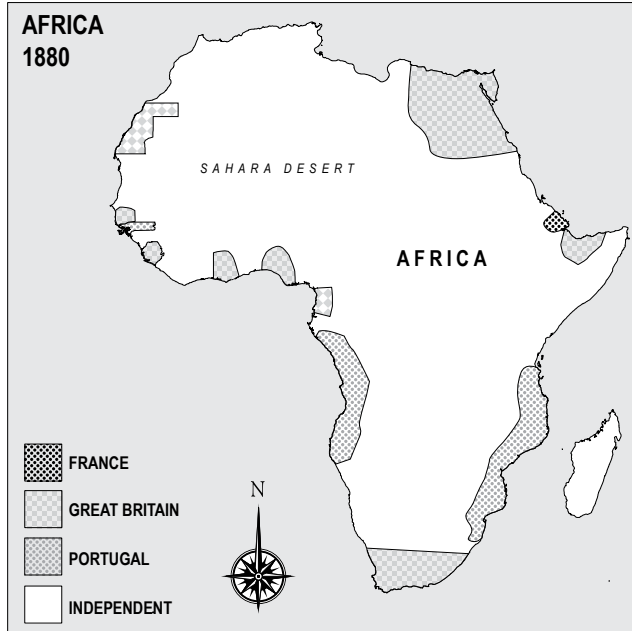 AFRICA
1880
SAHARA DESERT
AFRICA
FRANCE
GREAT BRITAIN
PORTUGAL
INDEPENDENT
N